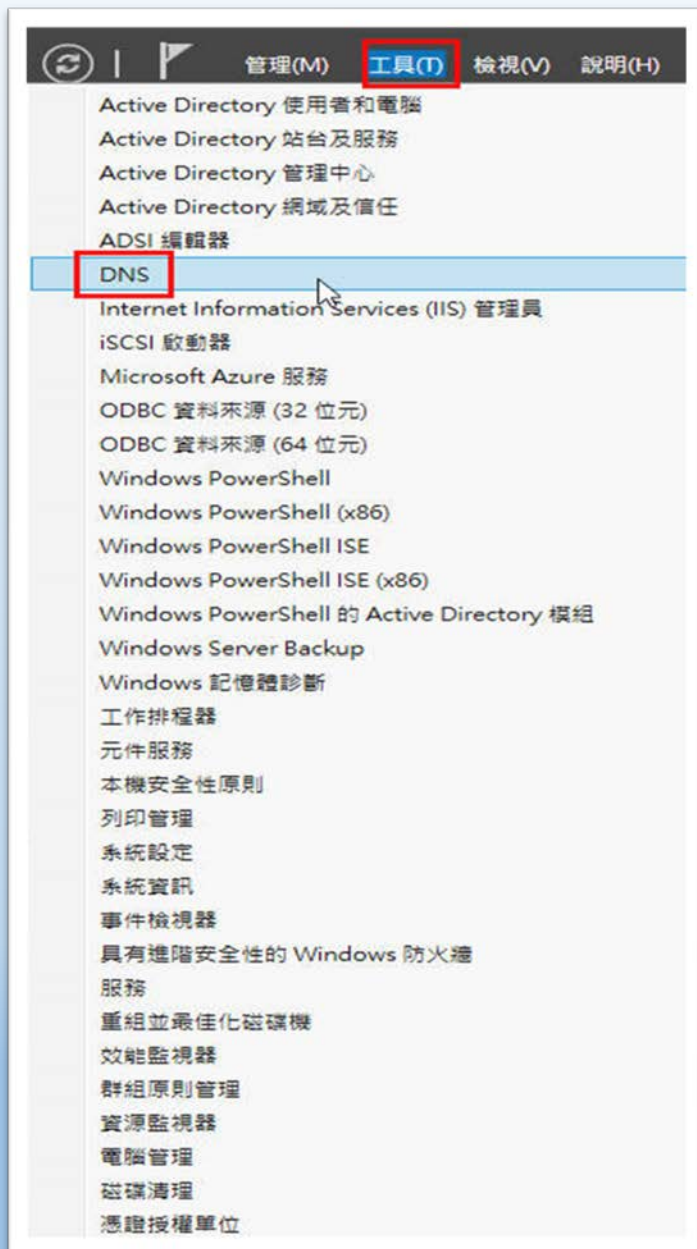 管理(M) 工具(T) 檢視(V) 說明(H)
Active Directory 使用者和電腦
Active Directory 站台及服務
Active Directory 管理中心
Active Directory 網域及信任
ADSI 編輯器
DNS
Internet Information Services (IIS) 管理員
iSCSI 啟動器
Microsoft Azure 服務
ODBC 資料來源 (32 位元)
ODBC 資料來源 (64 位元)
Windows PowerShell
Windows PowerShell (x86)
Windows PowerShell ISE
Windows PowerShell ISE (x86)
Windows PowerShell 的 Active Directory 模組
Windows Server Backup
Windows 記憶體診斷
工作排程器
元件服務
本機安全性原則
列印管理
系統設定
系統資訊
事件檢視器
具有進階安全性的 Windows 防火牆
服務
重組並最佳化磁碟機
效能監視器
群組原則管理
資源監視器
電腦管理
磁碟清理
憑證授權單位